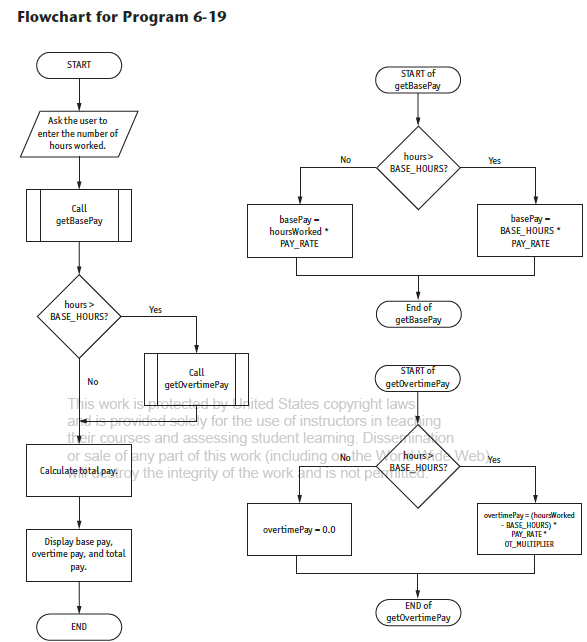 Flowchart for Program 6-19
START
Ask the user to
enter the number of
hours worked.
Call
getBasePay
hours >
BASE_HOURS?
Yes
No
Call
getOvertimePay
Calculate total pay.
Display base pay,
overtime pay, and total
pay.
END
START of
getBasePay
hours >
BASE_HOURS?
No
Yes
basePay =
hoursWorked *
PAY_RATE
basePay =
BASE_HOURS *
PAY_RATE
End of
getBasePay
START of
getOvertimePay
hours >
BASE_HOURS?
No
Yes
overtimePay = 0.0
overtimePay = (hoursWorked
- BASE_HOURS) *
PAY_RATE *
OT_MULTIPLIER
END of
getOvertimePay
This work is protected by United States copyright laws
and is provided solely for the use of instructors in teaching
their courses and assessing student learning. Dissemination
or sale of any part of this work (including on the World Wide Web)
will destroy the integrity of the work and is not permitted.